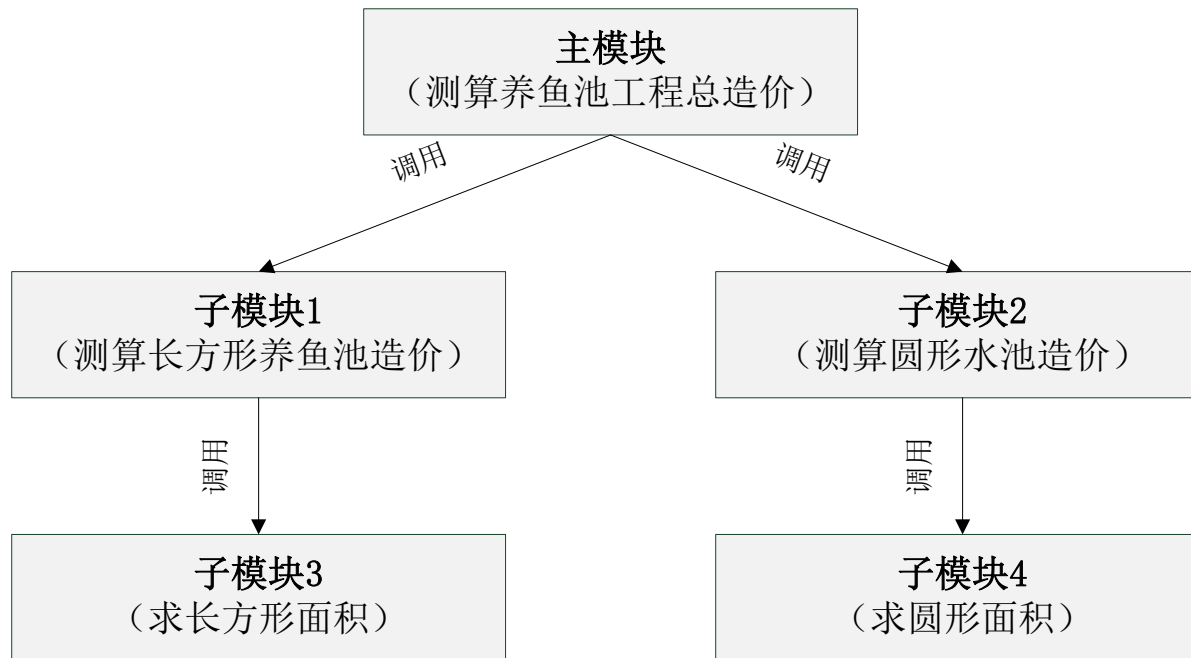 主模块
（测算养鱼池工程总造价）
调用
调用
子模块1
（测算长方形养鱼池造价）
子模块2
（测算圆形水池造价）
调用
调用
子模块3
（求长方形面积）
子模块4
（求圆形面积）